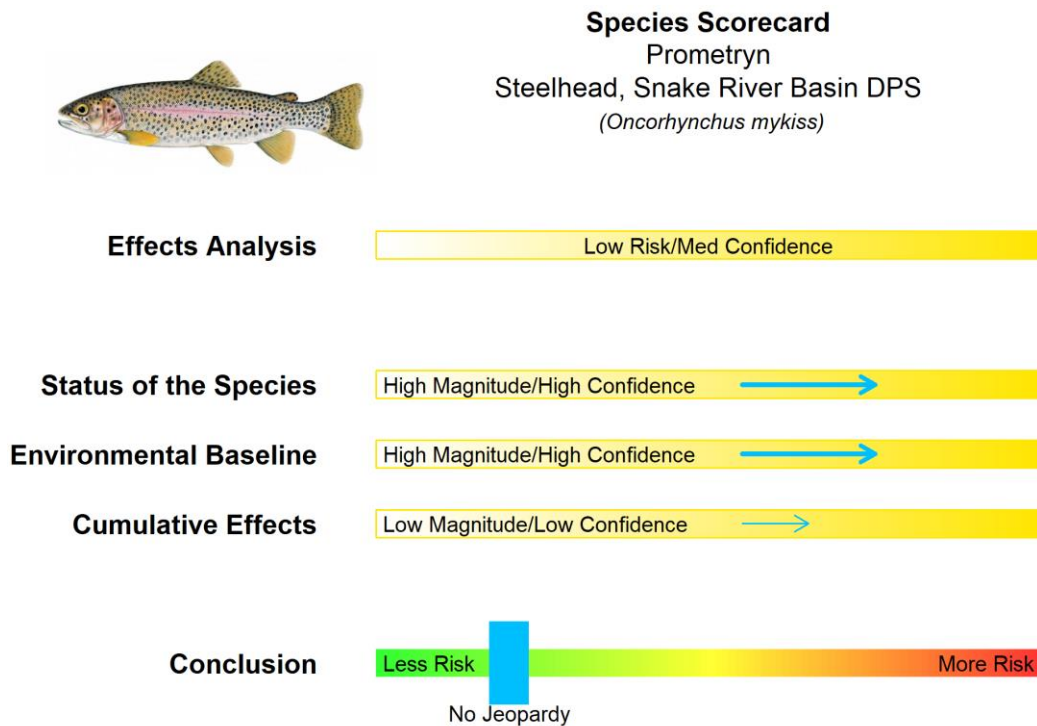 Species Scorecard
Prometryn
Steelhead, Snake River Basin DPS
(Oncorhynchus mykiss)
Effects Analysis
Low Risk/Med Confidence
Status of the Species
High Magnitude/High Confidence
Environmental Baseline
High Magnitude/High Confidence
Cumulative Effects
Low Magnitude/Low Confidence
Conclusion
Less Risk
More Risk
No Jeopardy